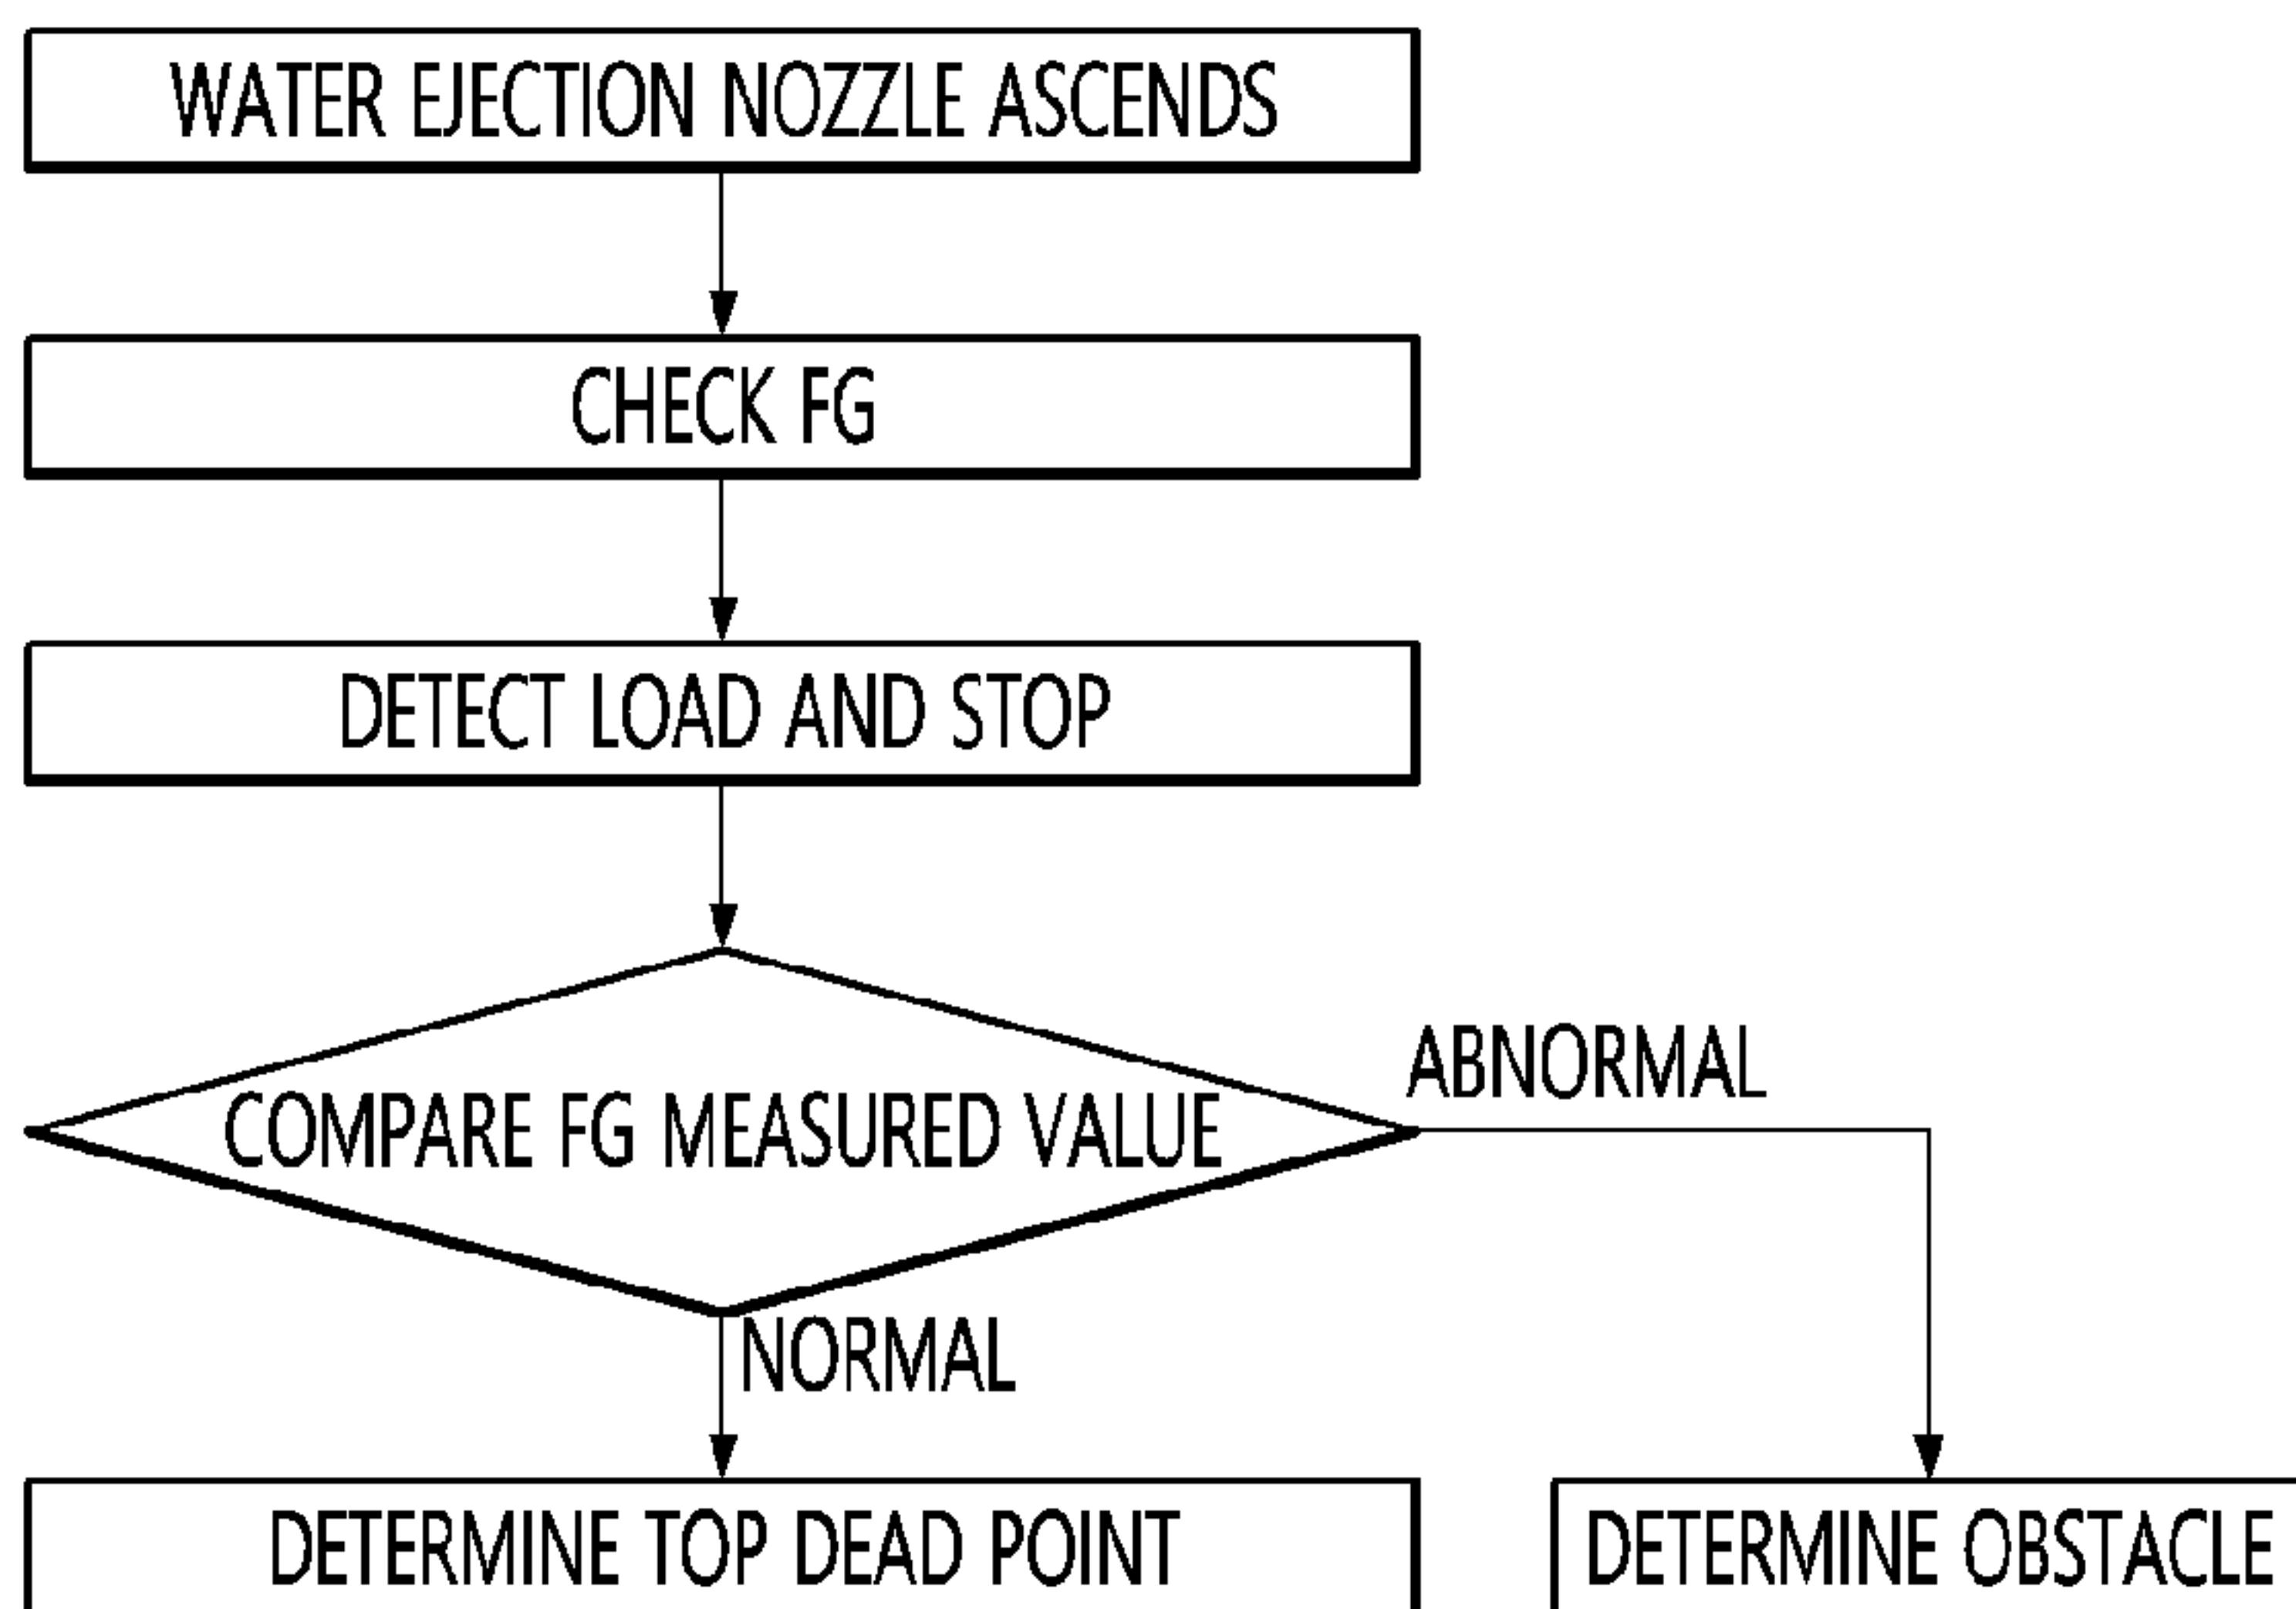 WATER EJECTION NOZZLE ASCENDS
CHECK FG
DETECT LOAD AND STOP
ABNORMAL
COMPARE FG MEASURED VALUE
NORMAL
DETERMINE TOP DEAD POINT
DETERMINE OBSTACLE